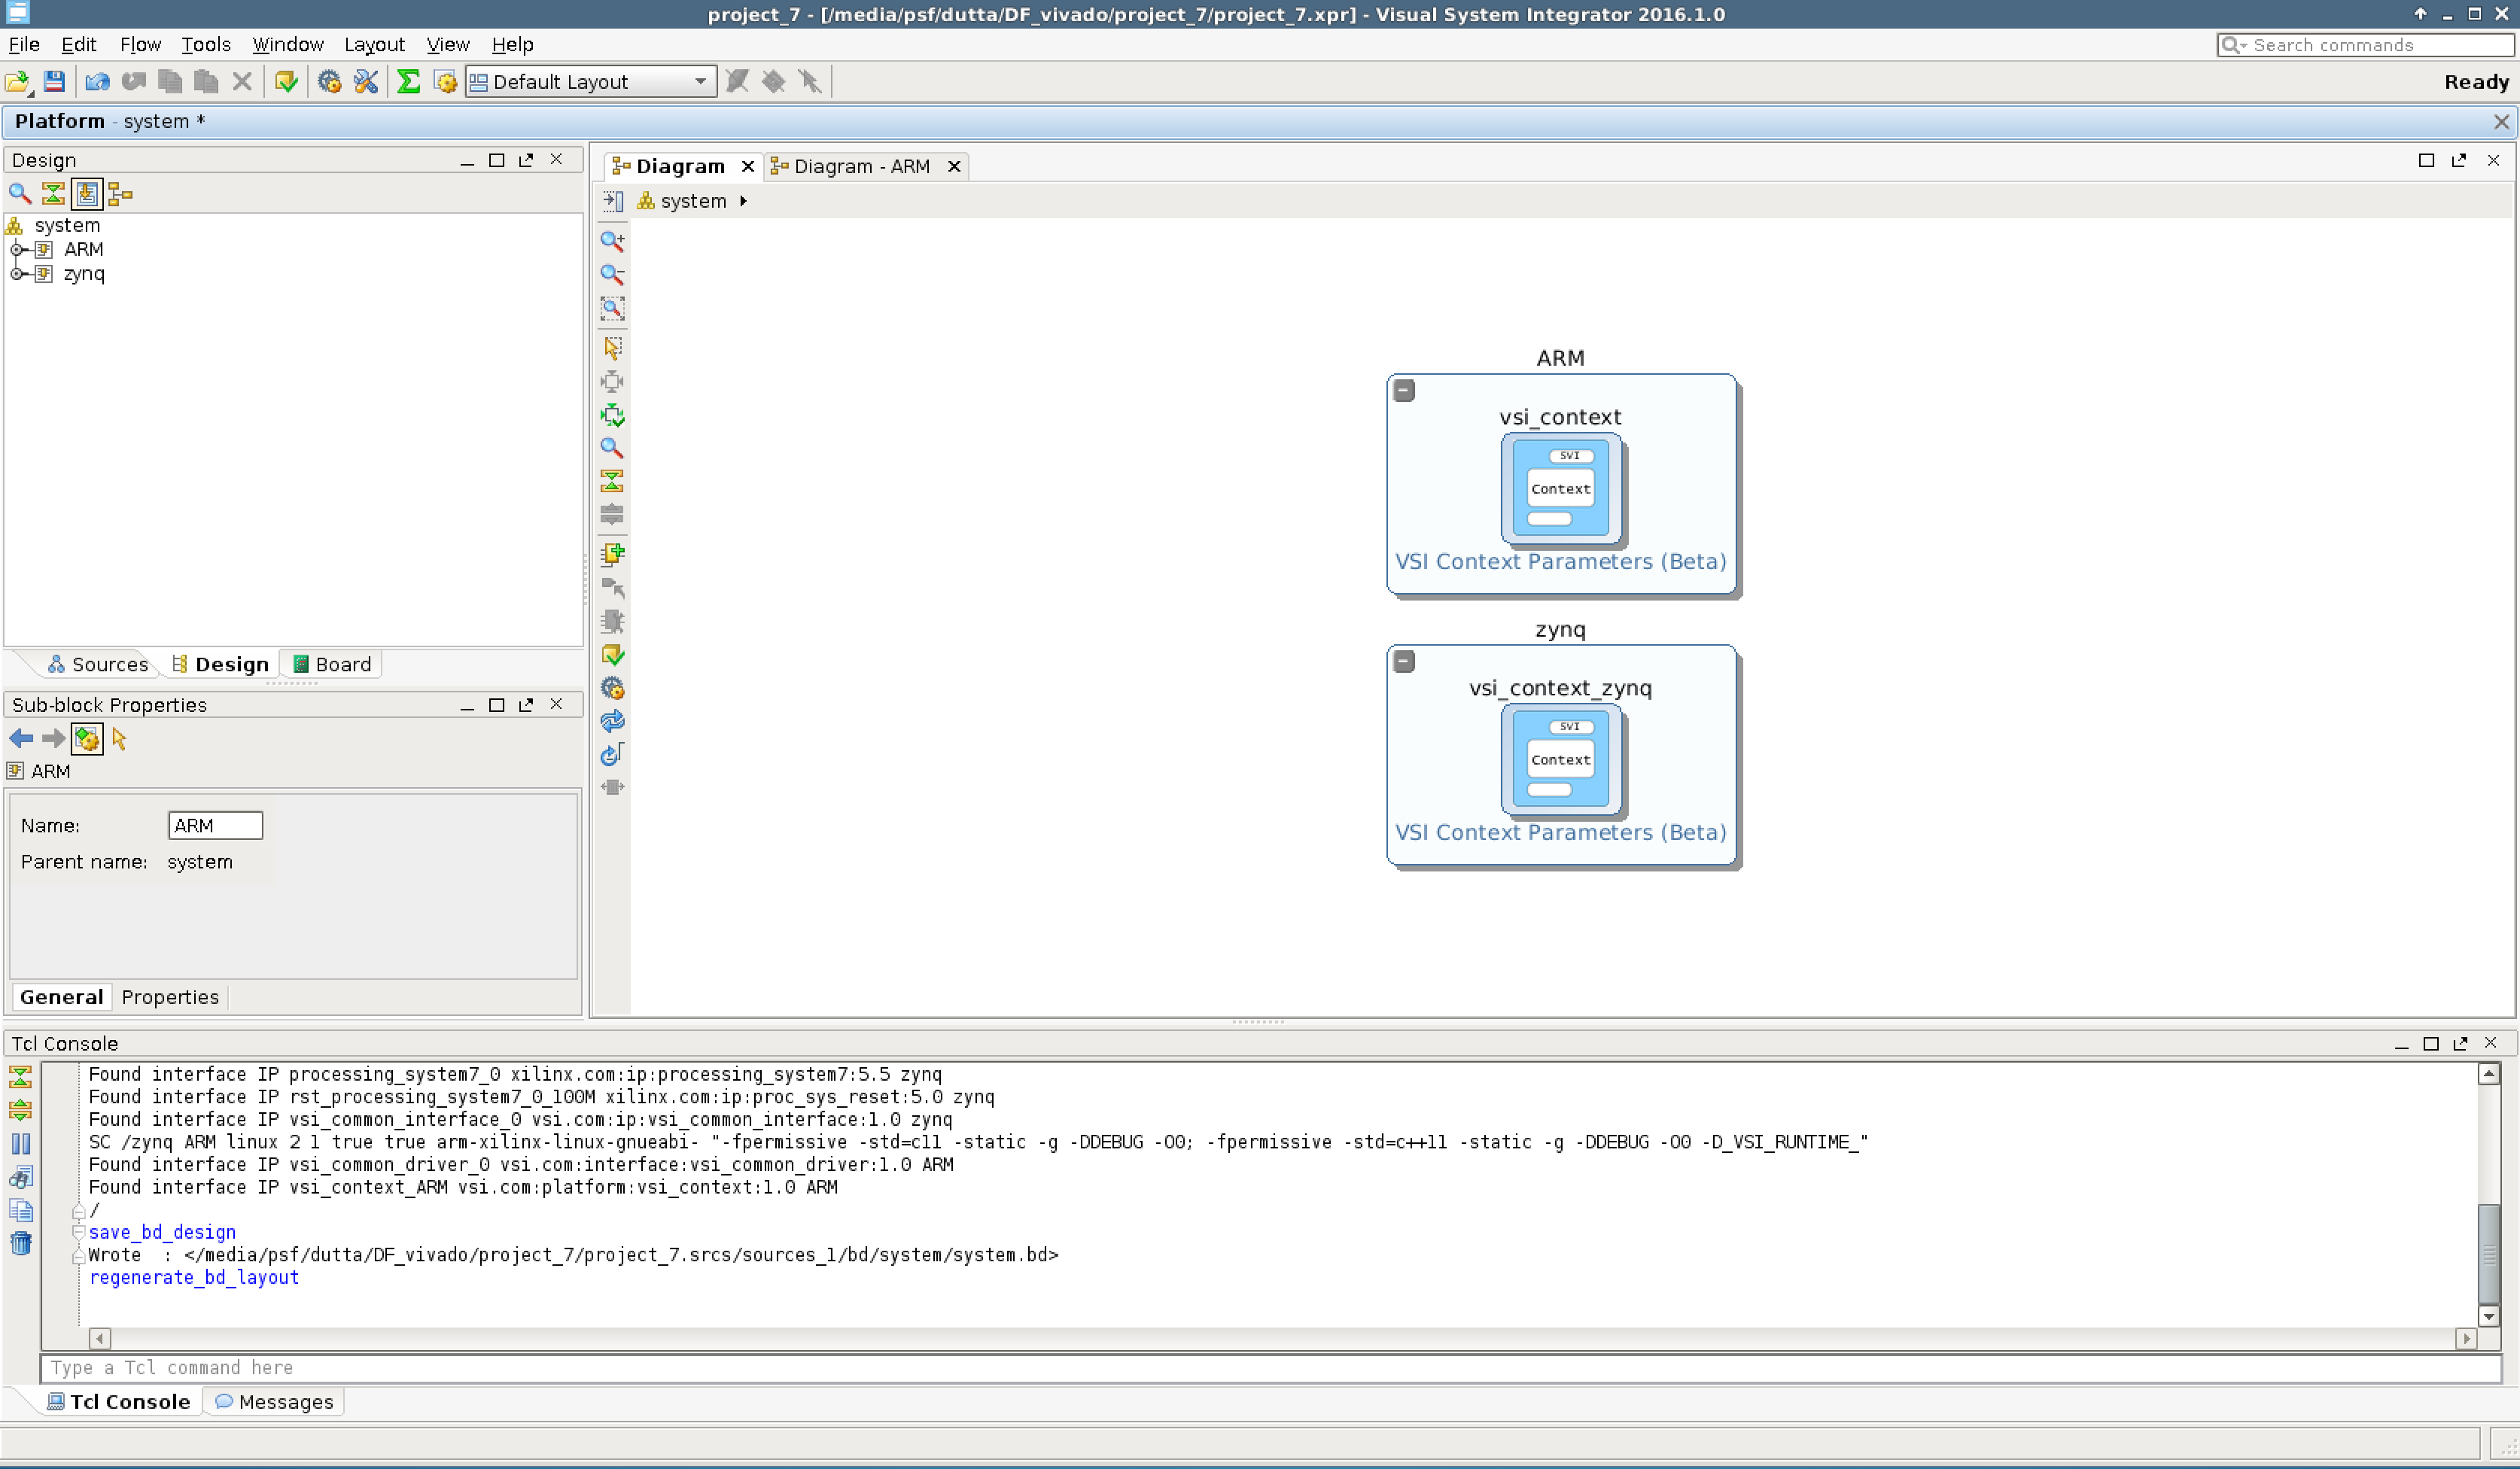 project_7 - [/media/psf/dutta/DF_vivado/project_7/project_7.xpr] - Visual System Integrator 2016.1.0
File Edit Flow Tools Window Layout View Help
Search commands
Default Layout
Ready
Platform - system *
Design
system
ARM
zynq
Sources Design Board
Sub-block Properties
ARM
Name: ARM
Parent name: system
General Properties
Diagram Diagram - ARM
system
ARM
vsi_context
SVI
Context
VSI Context Parameters (Beta)
zynq
vsi_context_zynq
SVI
Context
VSI Context Parameters (Beta)
Tcl Console
Found interface IP processing_system7_0 xilinx.com:ip:processing_system7:5.5 zynq
Found interface IP rst_processing_system7_0_100M xilinx.com:ip:proc_sys_reset:5.0 zynq
Found interface IP vsi_common_interface_0 vsi.com:ip:vsi_common_interface:1.0 zynq
SC /zynq ARM linux 2 1 true true arm-xilinx-linux-gnueabi- "-fpermissive -std=c11 -static -g -DDEBUG -O0; -fpermissive -std=c++11 -static -g -DDEBUG -O0 -D_VSI_RUNTIME_"
Found interface IP vsi_common_driver_0 vsi.com:interface:vsi_common_driver:1.0 ARM
Found interface IP vsi_context_ARM vsi.com:platform:vsi_context:1.0 ARM
/
save_bd_design
Wrote  : </media/psf/dutta/DF_vivado/project_7/project_7.srcs/sources_1/bd/system/system.bd>
regenerate_bd_layout
Type a Tcl command here
Tcl Console Messages